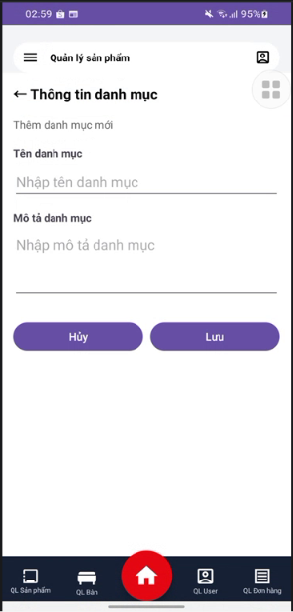 02:59
95%
Quản lý sản phẩm
Thông tin danh mục
Thêm danh mục mới
Tên danh mục
Nhập tên danh mục
Mô tả danh mục
Nhập mô tả danh mục
Hủy
Lưu
QL Sản phẩm
QL Bàn
QL User
QL Đơn hàng